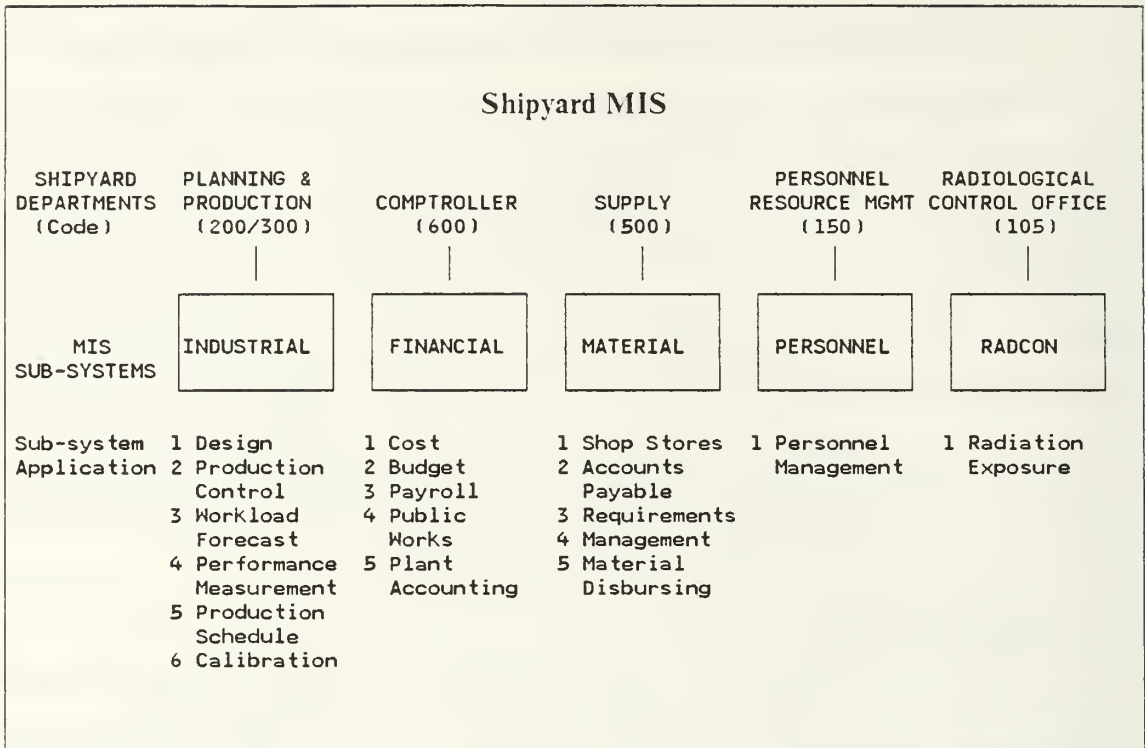 Shipyard MIS
SHIPYARD PLANNING & PERSONNEL RADIOLOGICAL
DEPARTMENTS PRODUCTION COMPTROLLER SUPPLY RESOURCE MGMT CONTROL OFFICE
(Code) (200/300) (600) (500) (150) (105)
MIS INDUSTRIAL FINANCIAL MATERIAL PERSONNEL RADCON
SUB-SYSTEMS
Sub-system 1 Design 1 Cost 1 Shop Stores 1 Personnel 1 Radiation
Application 2 Production 2 Budget 2 Accounts Management Exposure
Control 3 Payroll Payable
3 Workload 4 Public 3 Requirements
Forecast Works 4 Management
4 Performance 5 Plant 5 Material
Measurement Accounting Disbursing
5 Production
Schedule
6 Calibration